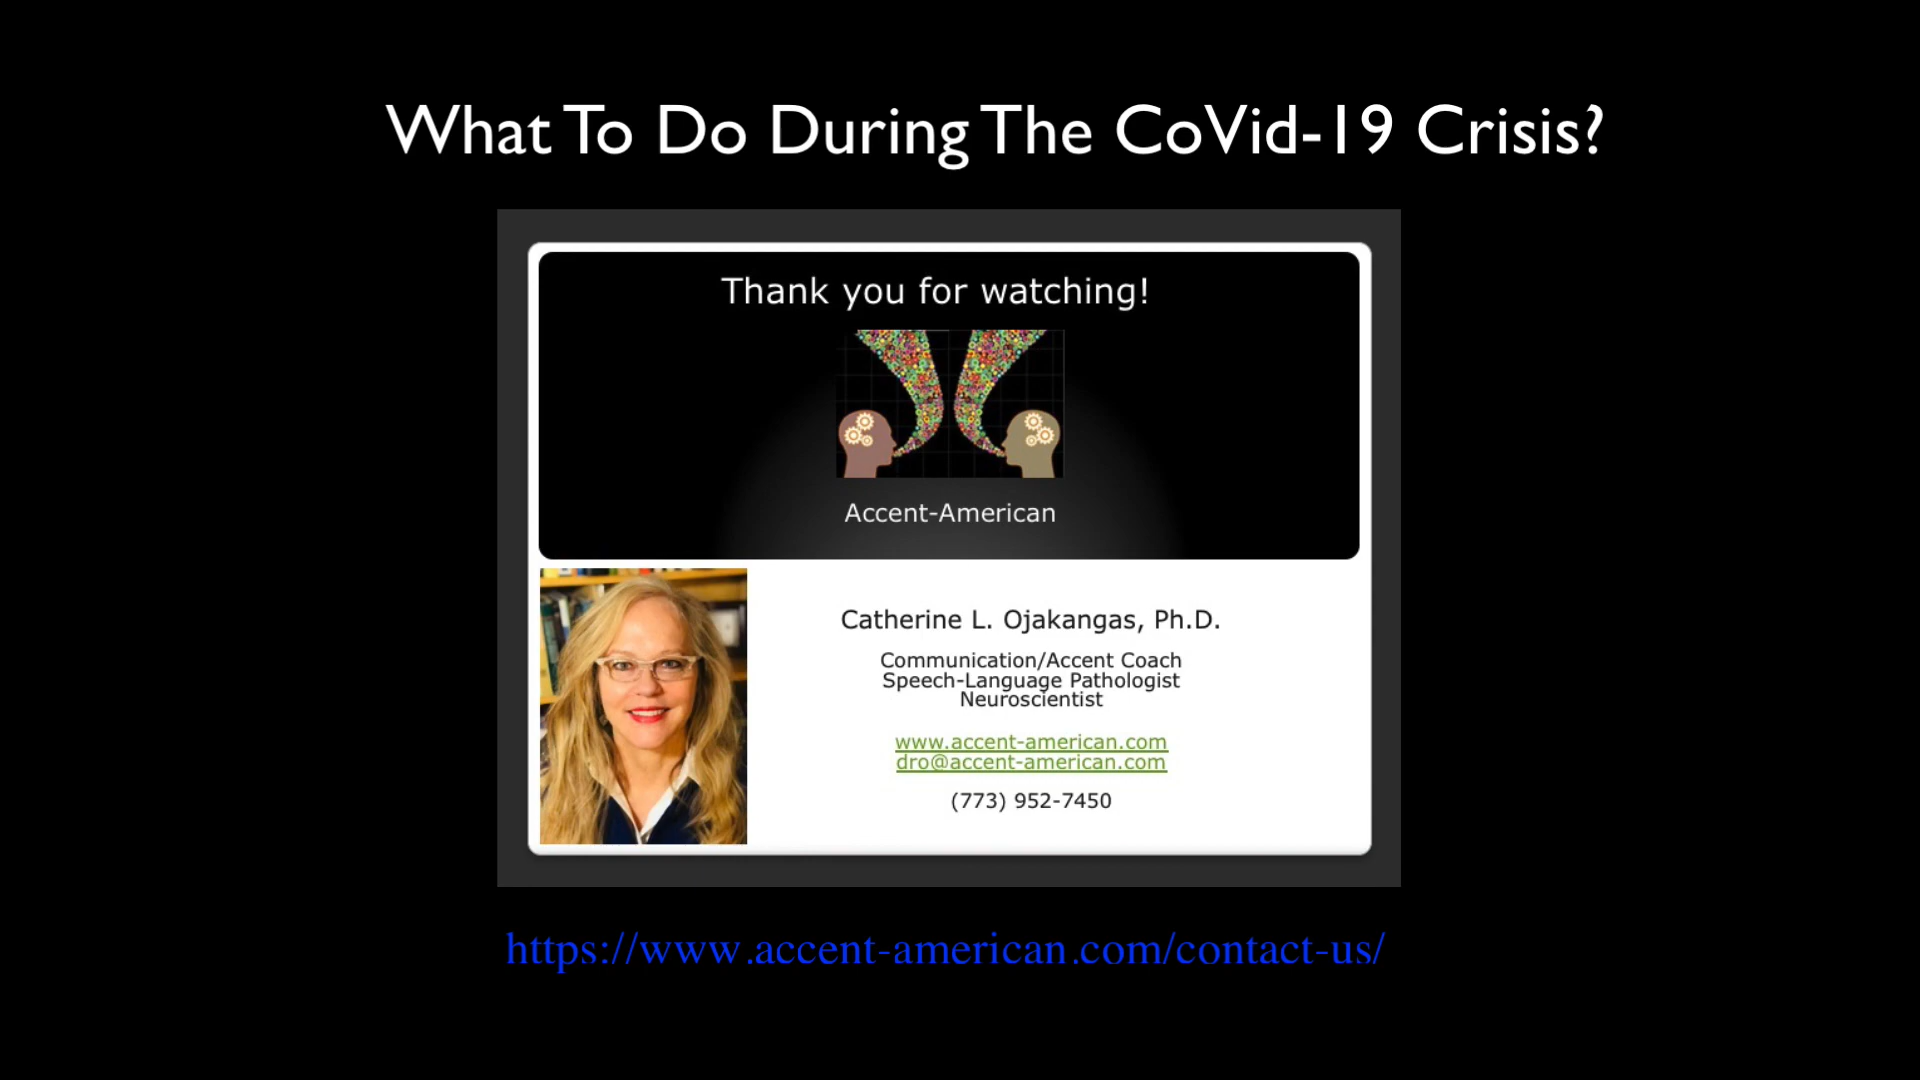 What To Do During The CoVid-19 Crisis?
Thank you for watching!
Accent-American
Catherine L. Ojakangas, Ph.D.
Communication/Accent Coach
Speech-Language Pathologist
Neuroscientist
www.accent-american.com
dro@accent-american.com
(773) 952-7450
https://www.accent-american.com/contact-us/